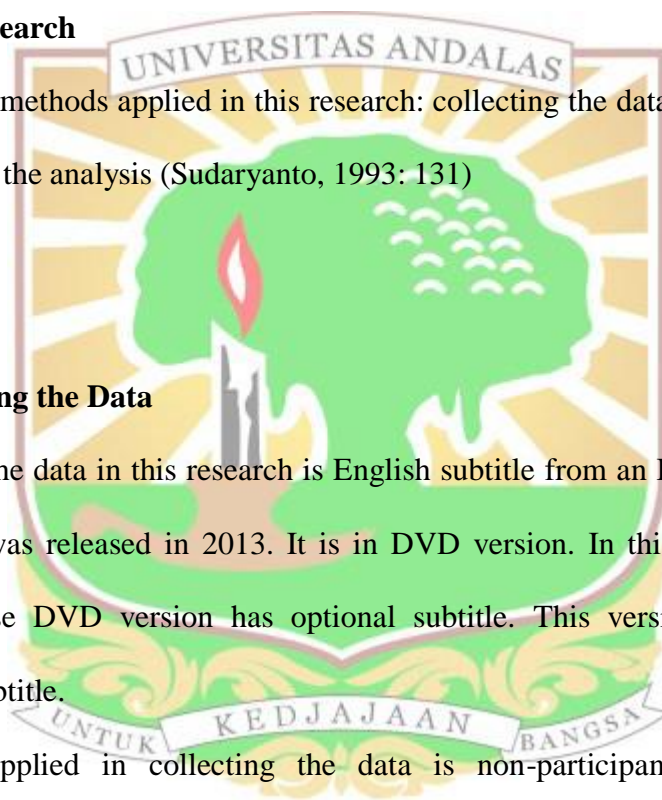 earch
UNIVERSITAS ANDALAS
methods applied in this research: collecting the data
the analysis (Sudaryanto, 1993: 131)
ng the Data
he data in this research is English subtitle from an
was released in 2013. It is in DVD version. In thi
se DVD version has optional subtitle. This versi
btitle.
UNTUK KEDJAJAAN BANGSA
pplied in collecting the data is non-participan